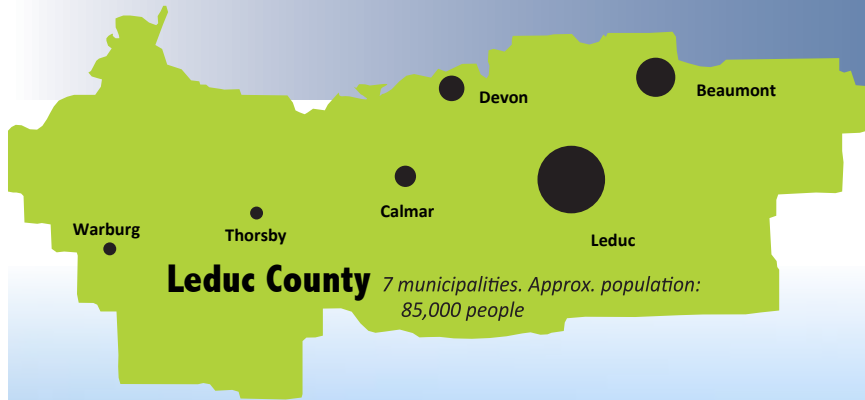 Devon
Beaumont
Calmar
Leduc
Thorsby
Warburg
Leduc County 7 municipalities. Approx. population:
85,000 people